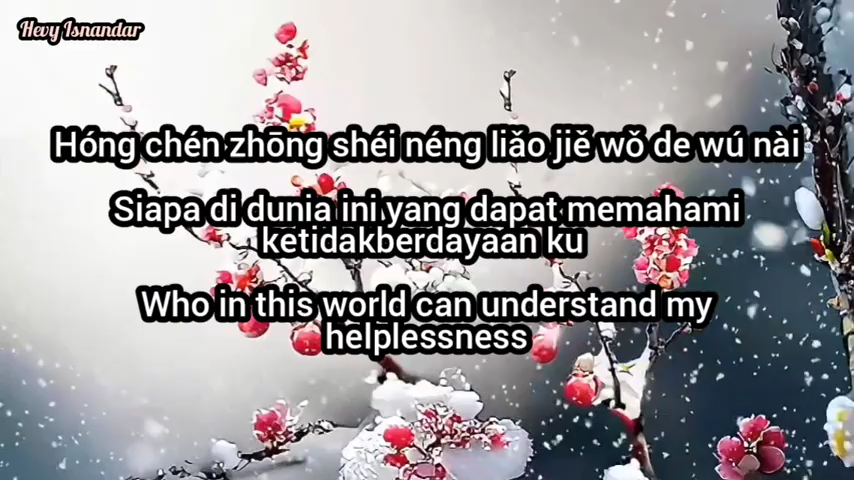 Hevy Isnandar
Hóng chén zhōng shéi néng liǎo jiě wǒ de wú nài
Siapa di dunia ini yang dapat memahami
ketidakberdayaan ku
Who in this world can understand my
helplessness